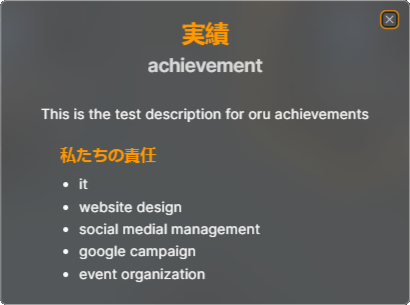 実績
achievement
This is the test description for oru achievements
私たちの責任
• it
• website design
• social medial management
• google campaign
• event organization